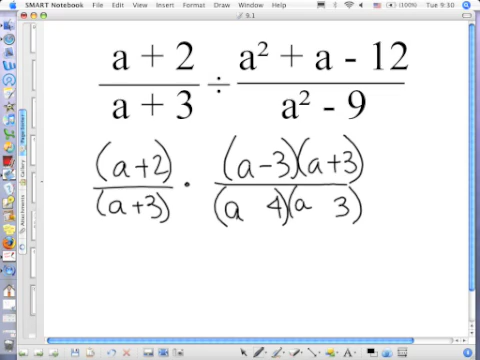 SMART Notebook File Edit View Insert Format Draw Window Help (100%) Tue 9:30
9.1
a + 2 ÷ a² + a - 12
a + 3 a² - 9
(a+2) · (a-3)(a+3)
(a+3) (a 4)(a 3)